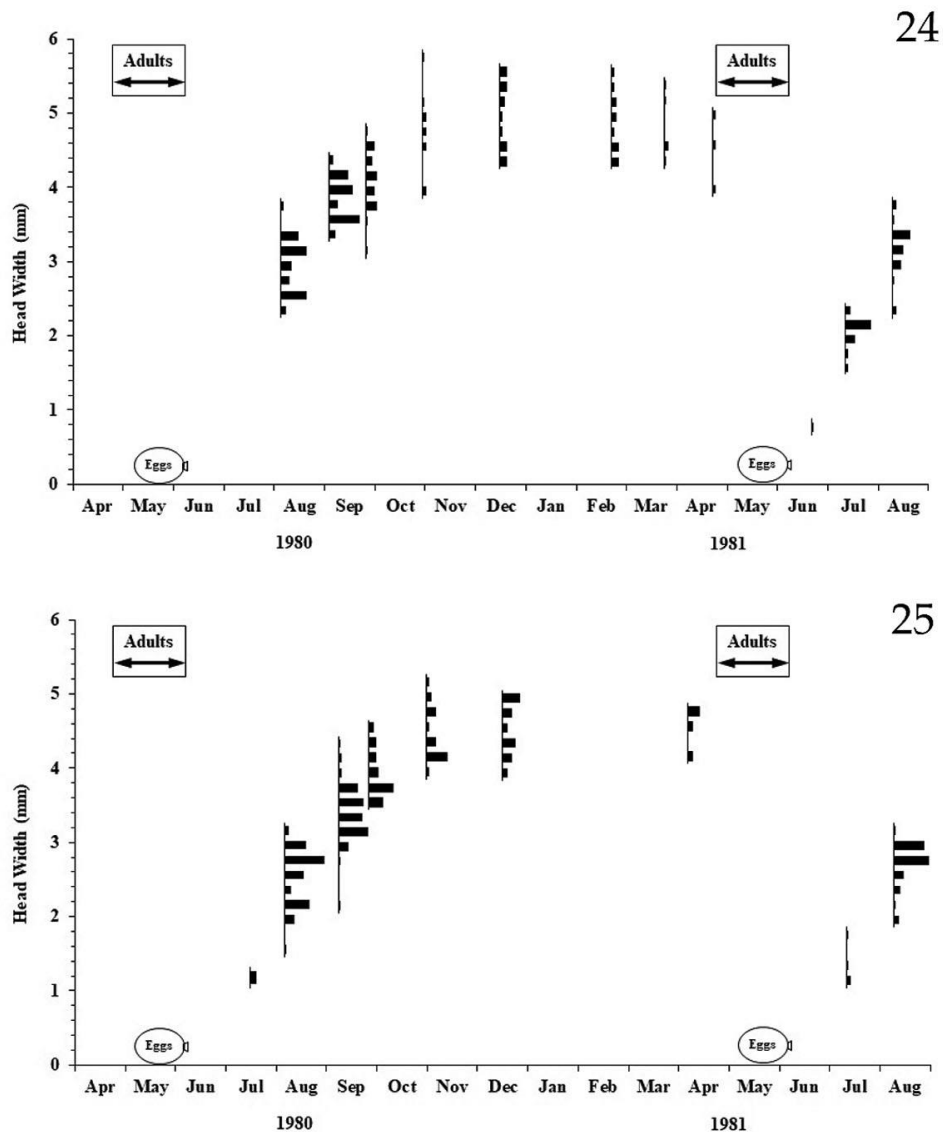 24
6
Adults
Adults
5
4
3
2
1
0
Head Width (mm)
Eggs
Eggs
Apr May Jun Jul Aug Sep Oct Nov Dec Jan Feb Mar Apr May Jun Jul Aug
1980 1981
25
6
Adults
Adults
5
4
3
2
1
0
Head Width (mm)
Eggs
Eggs
Apr May Jun Jul Aug Sep Oct Nov Dec Jan Feb Mar Apr May Jun Jul Aug
1980 1981